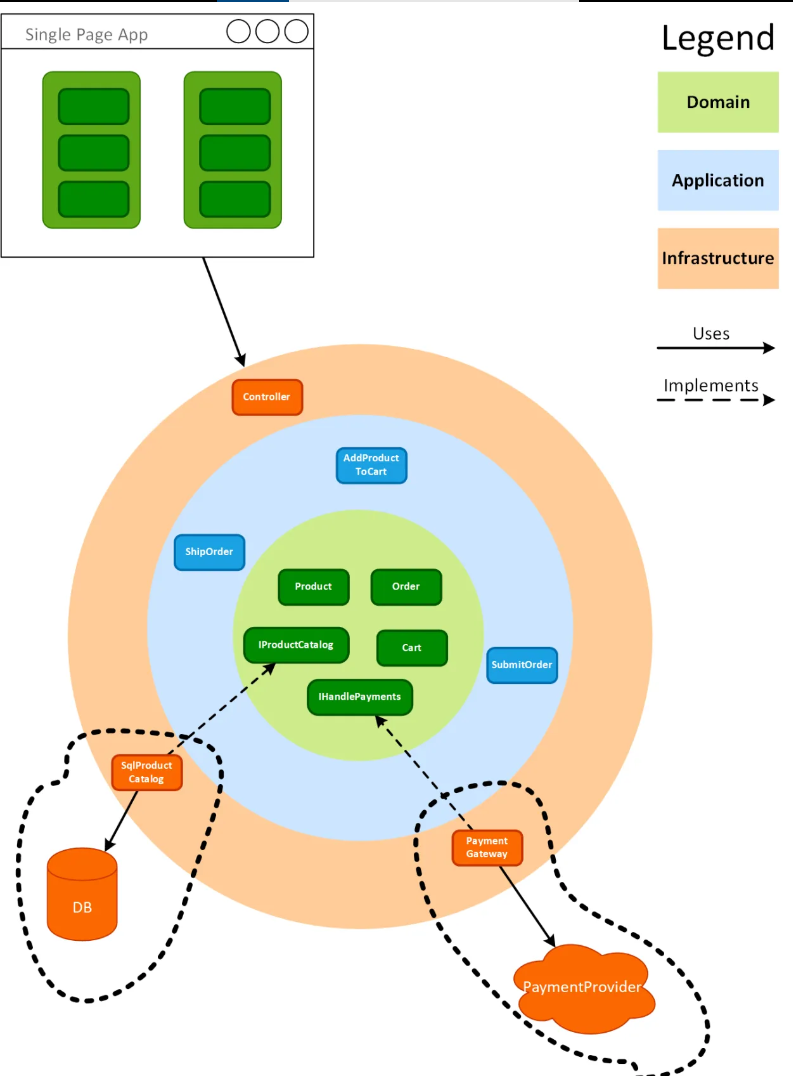 Single Page App
Legend
Domain
Application
Infrastructure
Uses
Implements
Controller
AddProduct
ToCart
ShipOrder
Product
Order
IProductCatalog
Cart
SubmitOrder
IHandlePayments
SqlProduct
Catalog
Payment
Gateway
DB
PaymentProvider